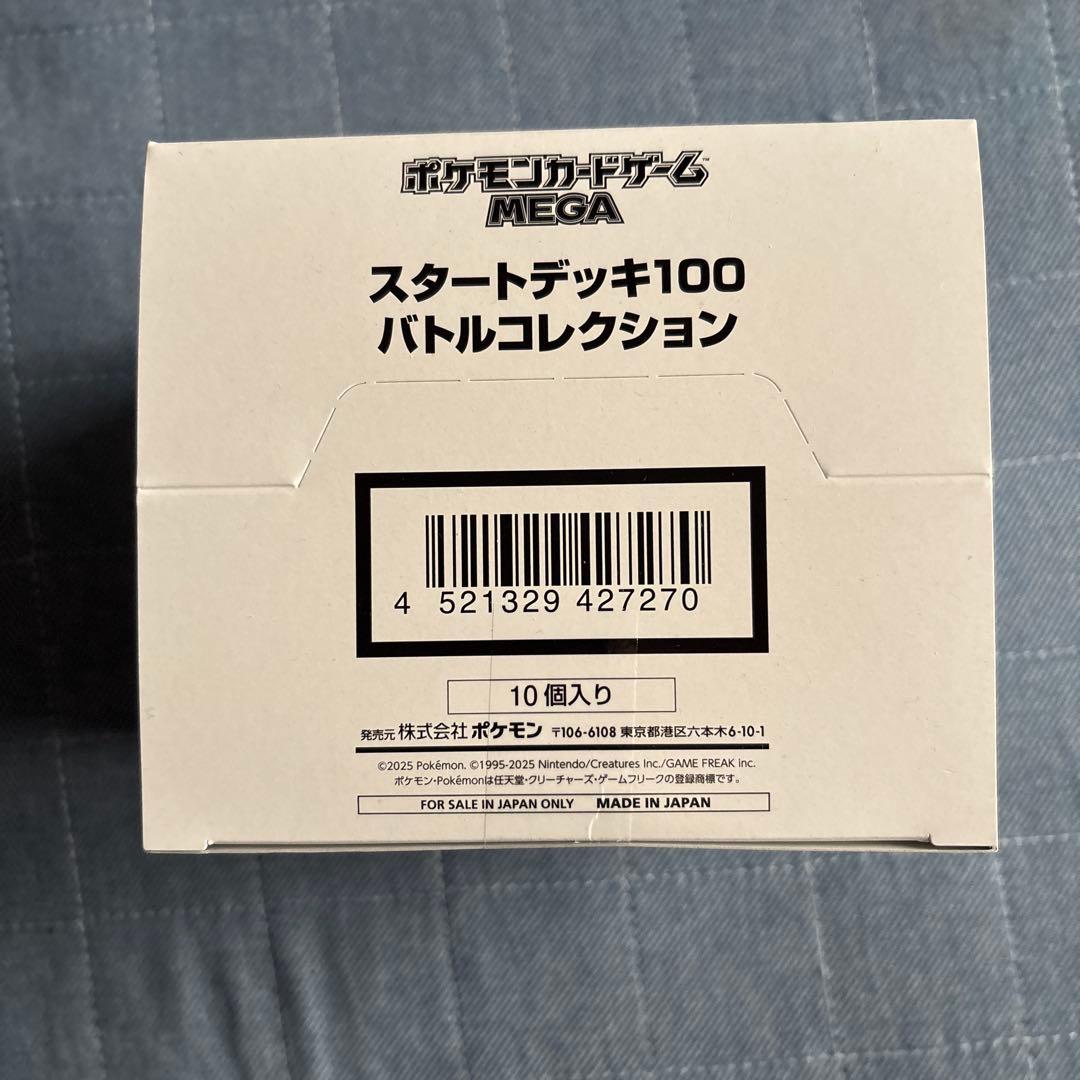 ポケモンカードゲーム™
MEGA
スタートデッキ100
バトルコレクション
4 521329 427270
10個入り
発売元 株式会社 ポケモン 〒106-6108 東京都港区六本木6-10-1
©2025 Pokémon. ©1995-2025 Nintendo/Creatures Inc./GAME FREAK inc.
ポケモン・Pokémonは任天堂・クリーチャーズ・ゲームフリークの登録商標です。
FOR SALE IN JAPAN ONLY MADE IN JAPAN